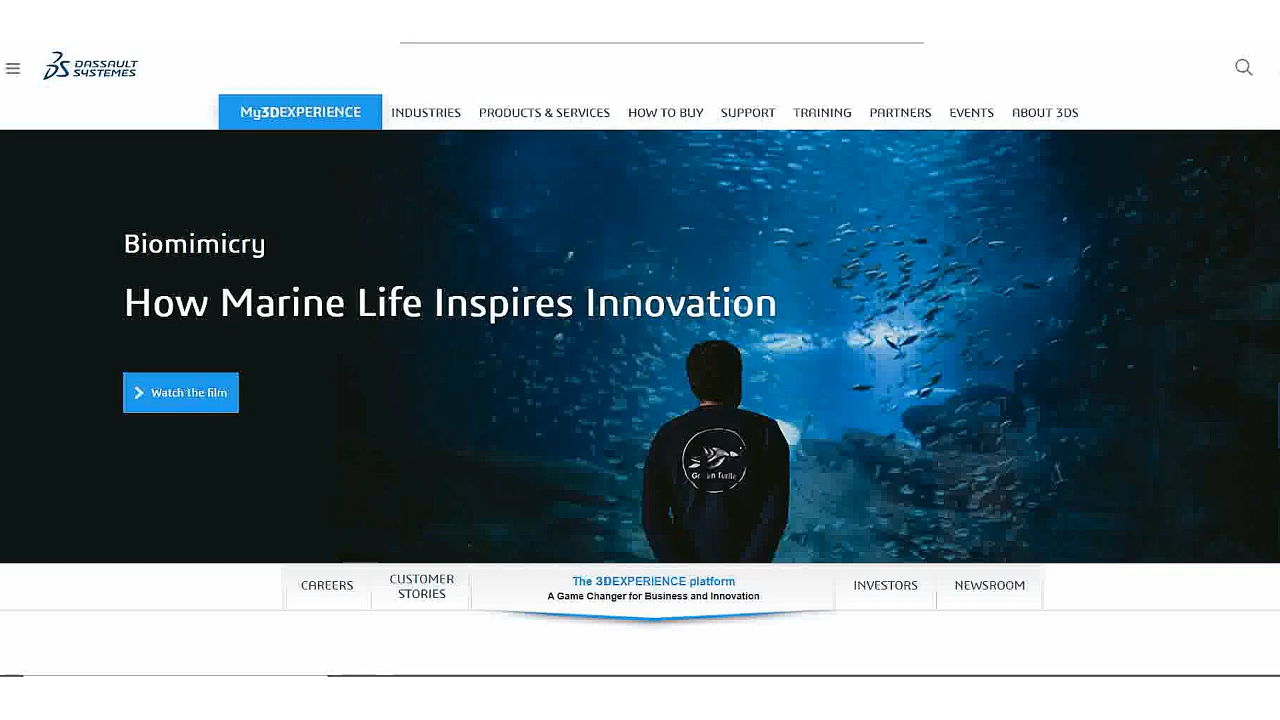 DASSAULT
SYSTEMES
My3DEXPERIENCE INDUSTRIES PRODUCTS & SERVICES HOW TO BUY SUPPORT TRAINING PARTNERS EVENTS ABOUT 3DS
Biomimicry
How Marine Life Inspires Innovation
Watch the film
Green Turtle
CAREERS
CUSTOMER
STORIES
The 3DEXPERIENCE platform
A Game Changer for Business and Innovation
INVESTORS
NEWSROOM